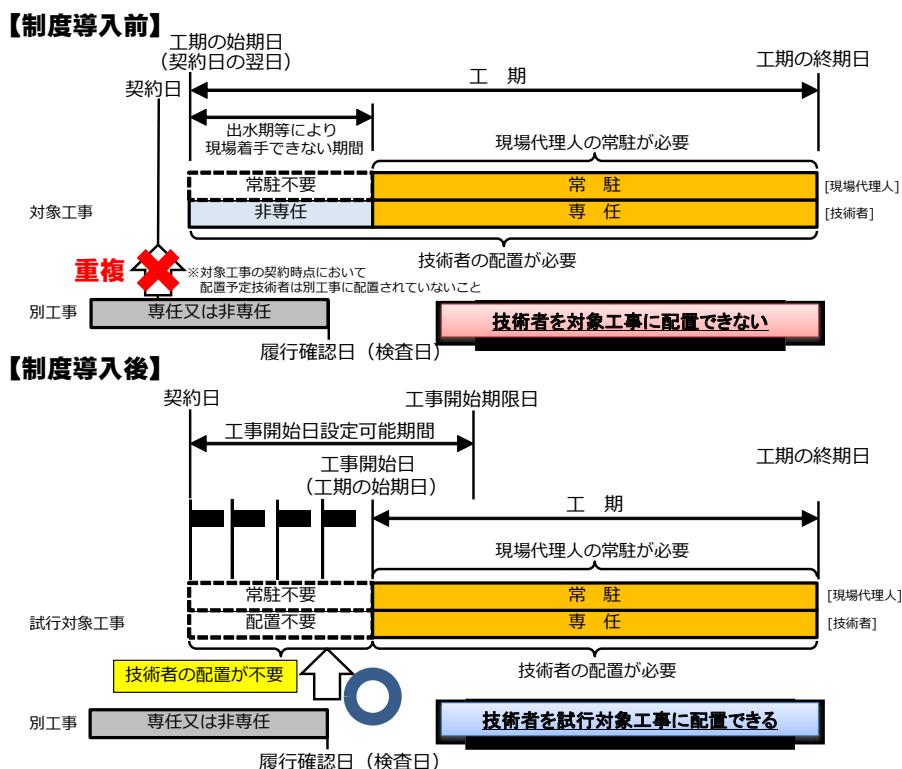 【制度導入前】
工期の始期日
(契約日の翌日)
契約日
工　期
工期の終期日
出水期等により
現場着手できない期間
現場代理人の常駐が必要
常駐不要
常　駐
[現場代理人]
対象工事
非専任
専　任
[技術者]
技術者の配置が必要
重複
※対象工事の契約時点において
配置予定技術者は別工事に配置されていないこと
別工事
専任又は非専任
技術者を対象工事に配置できない
履行確認日（検査日）
【制度導入後】
契約日
工事開始期限日
工事開始日設定可能期間
工事開始日
（工期の始期日）
工期の終期日
工　期
現場代理人の常駐が必要
常駐不要
常　駐
[現場代理人]
試行対象工事
配置不要
専　任
[技術者]
技術者の配置が不要
技術者の配置が必要
別工事
専任又は非専任
技術者を試行対象工事に配置できる
履行確認日（検査日）